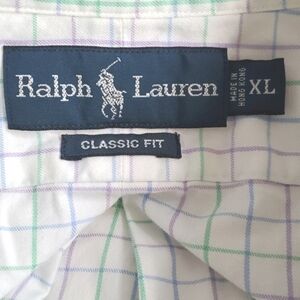 Ralph Lauren
MADE IN
HONG KONG
XL
CLASSIC FIT